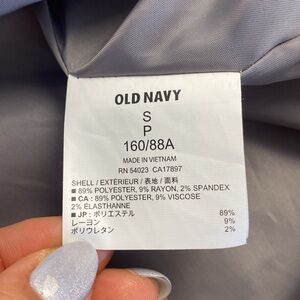 OLD NAVY
S
P
160/88A
MADE IN VIETNAM
RN 54023 CA17897
SHELL / EXTÉRIEUR / 表地 / 面料
■ 89% POLYESTER, 9% RAYON, 2% SPANDEX
■ CA : 89% POLYESTER, 9% VISCOSE
2% ÉLASTHANNE
■ JP : ポリエステル 89%
レーヨン 9%
ポリウレタン 2%